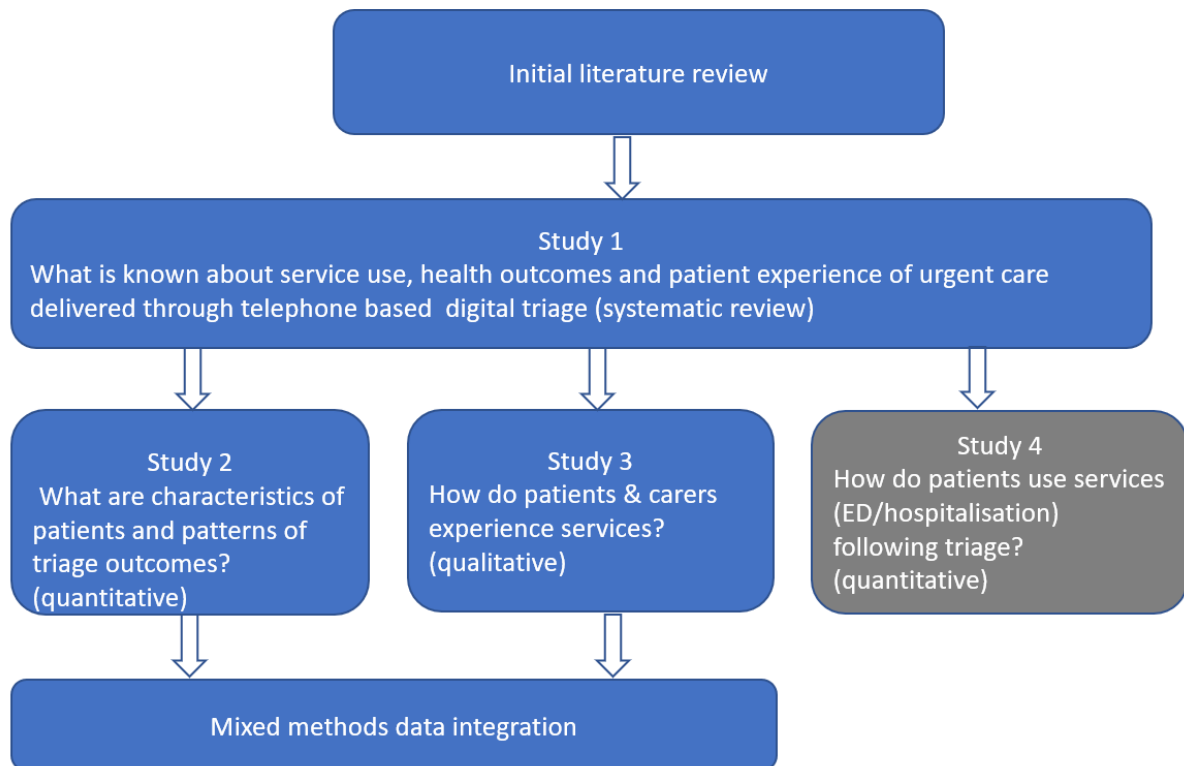 Initial literature review
Study 1
What is known about service use, health outcomes and patient experience of urgent care
delivered through telephone based  digital triage (systematic review)
Study 2
What are characteristics of
patients and patterns of
triage outcomes?
(quantitative)
Study 3
How do patients & carers
experience services?
(qualitative)
Study 4
How do patients use services
(ED/hospitalisation)
following triage?
(quantitative)
Mixed methods data integration